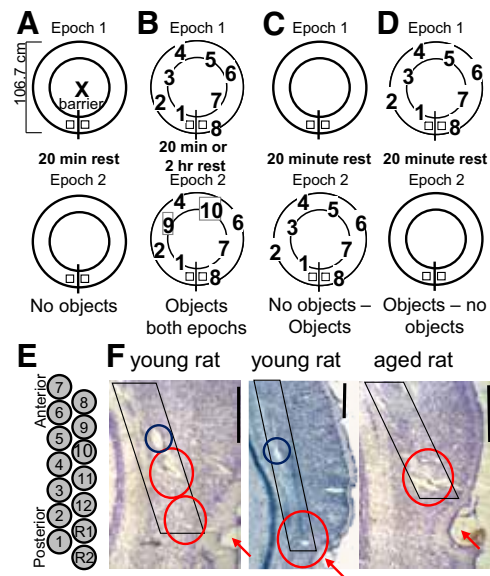 A Epoch 1
106.7 cm
X
barrier
20 min rest
Epoch 2
No objects
B Epoch 1
4 5
3 6
2 7
1 8
20 min or
2 hr rest
Epoch 2
4 10
9 6
2 7
1 8
Objects
both epochs
C Epoch 1
20 minute rest
Epoch 2
4 5
3 6
2 7
1 8
No objects –
Objects
D Epoch 1
4 5
3 6
2 7
1 8
20 minute rest
Epoch 2
Objects – no
objects
E
Anterior
Posterior
7
8
6
9
5
10
4
11
3
12
2
R1
1
R2
F young rat
young rat
aged rat